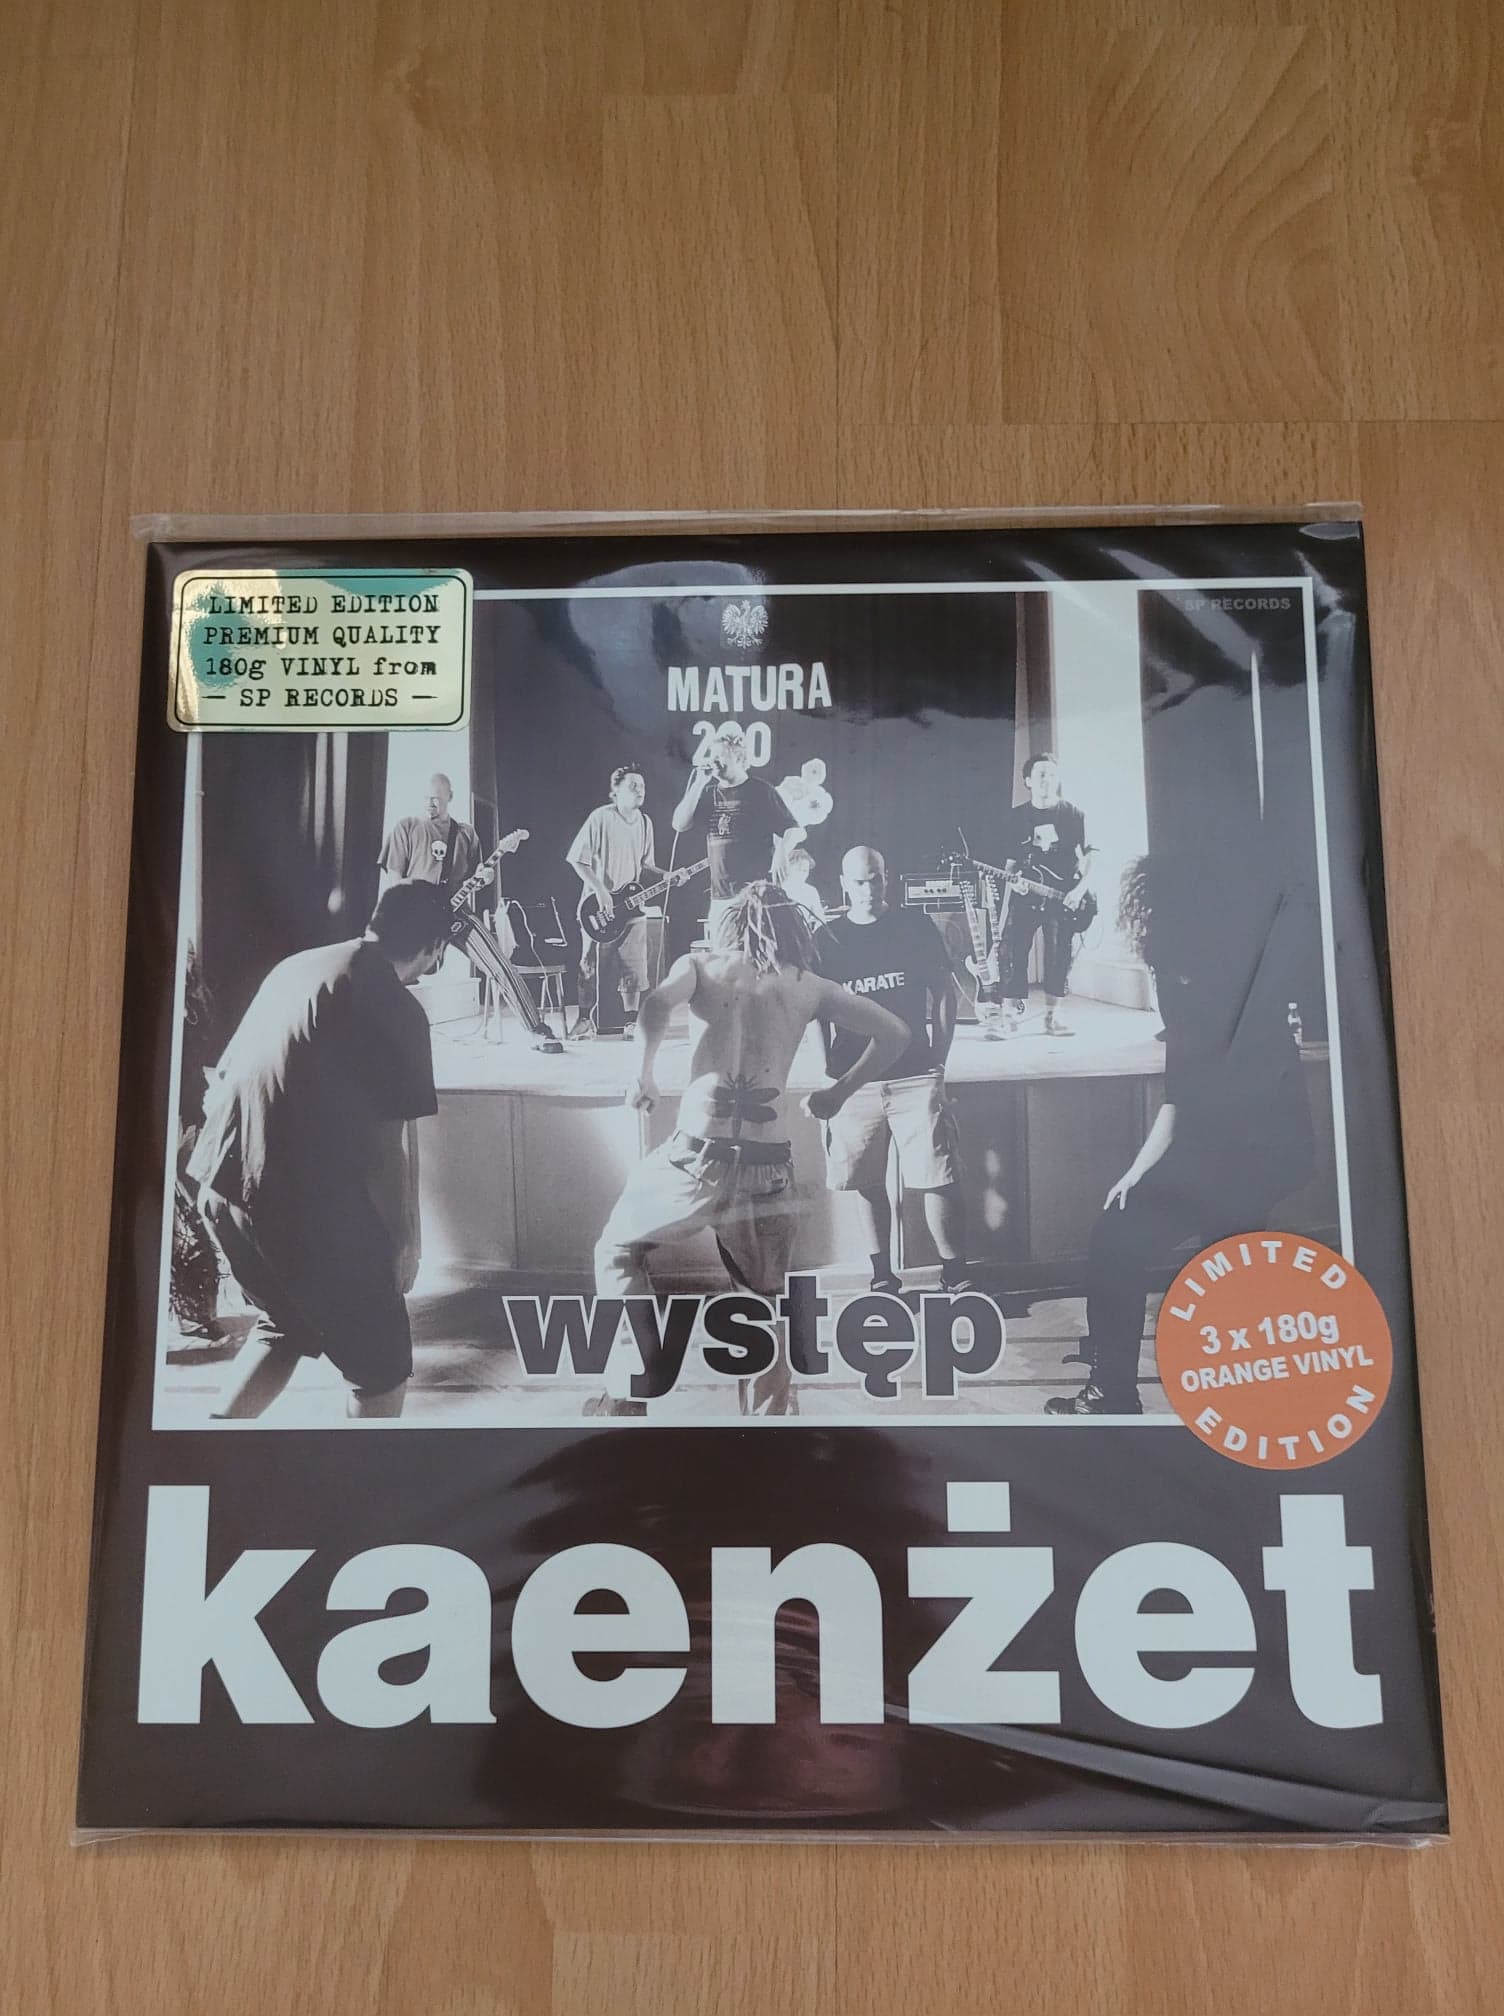 LIMITED EDITION
PREMIUM QUALITY
180g VINYL from
— SP RECORDS —
SP RECORDS
MATURA
KARATE
występ
LIMITED
3 x 180g
ORANGE VINYL
EDITION
kaenżet